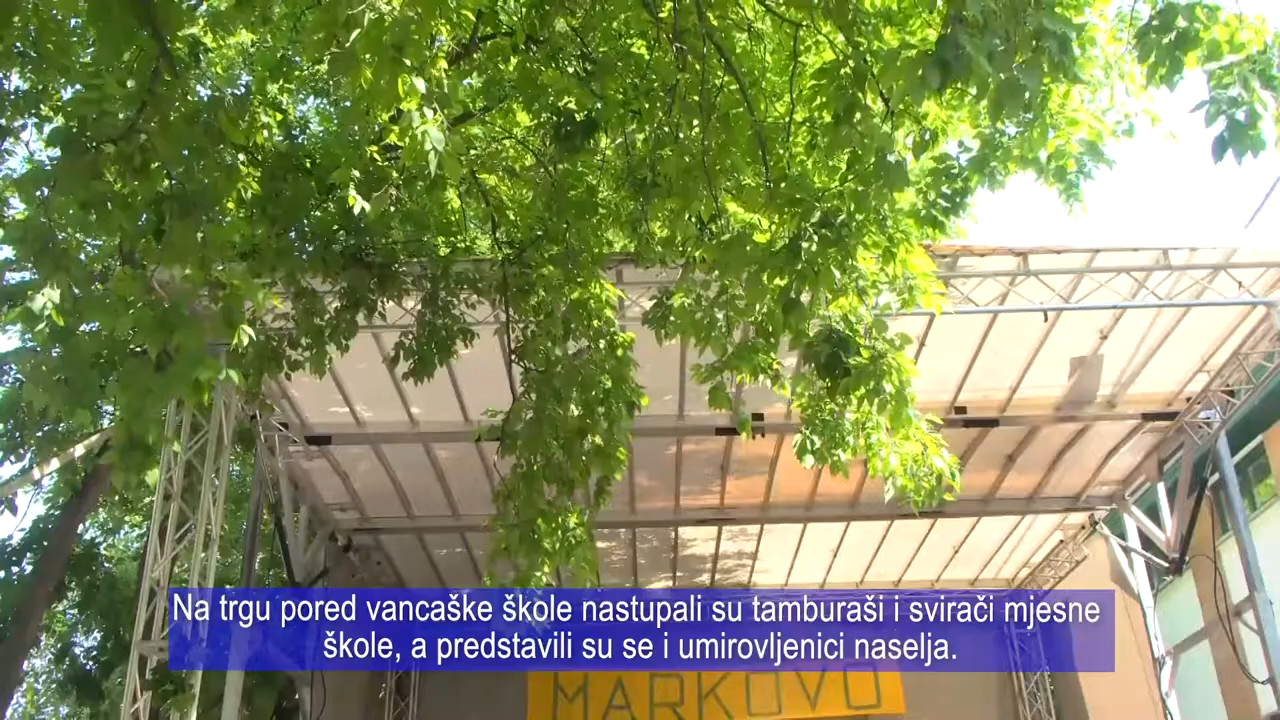 Na trgu pored vancaške škole nastupali su tamburaši i svirači mjesne
škole, a predstavili su se i umirovljenici naselja.
MARKOVO